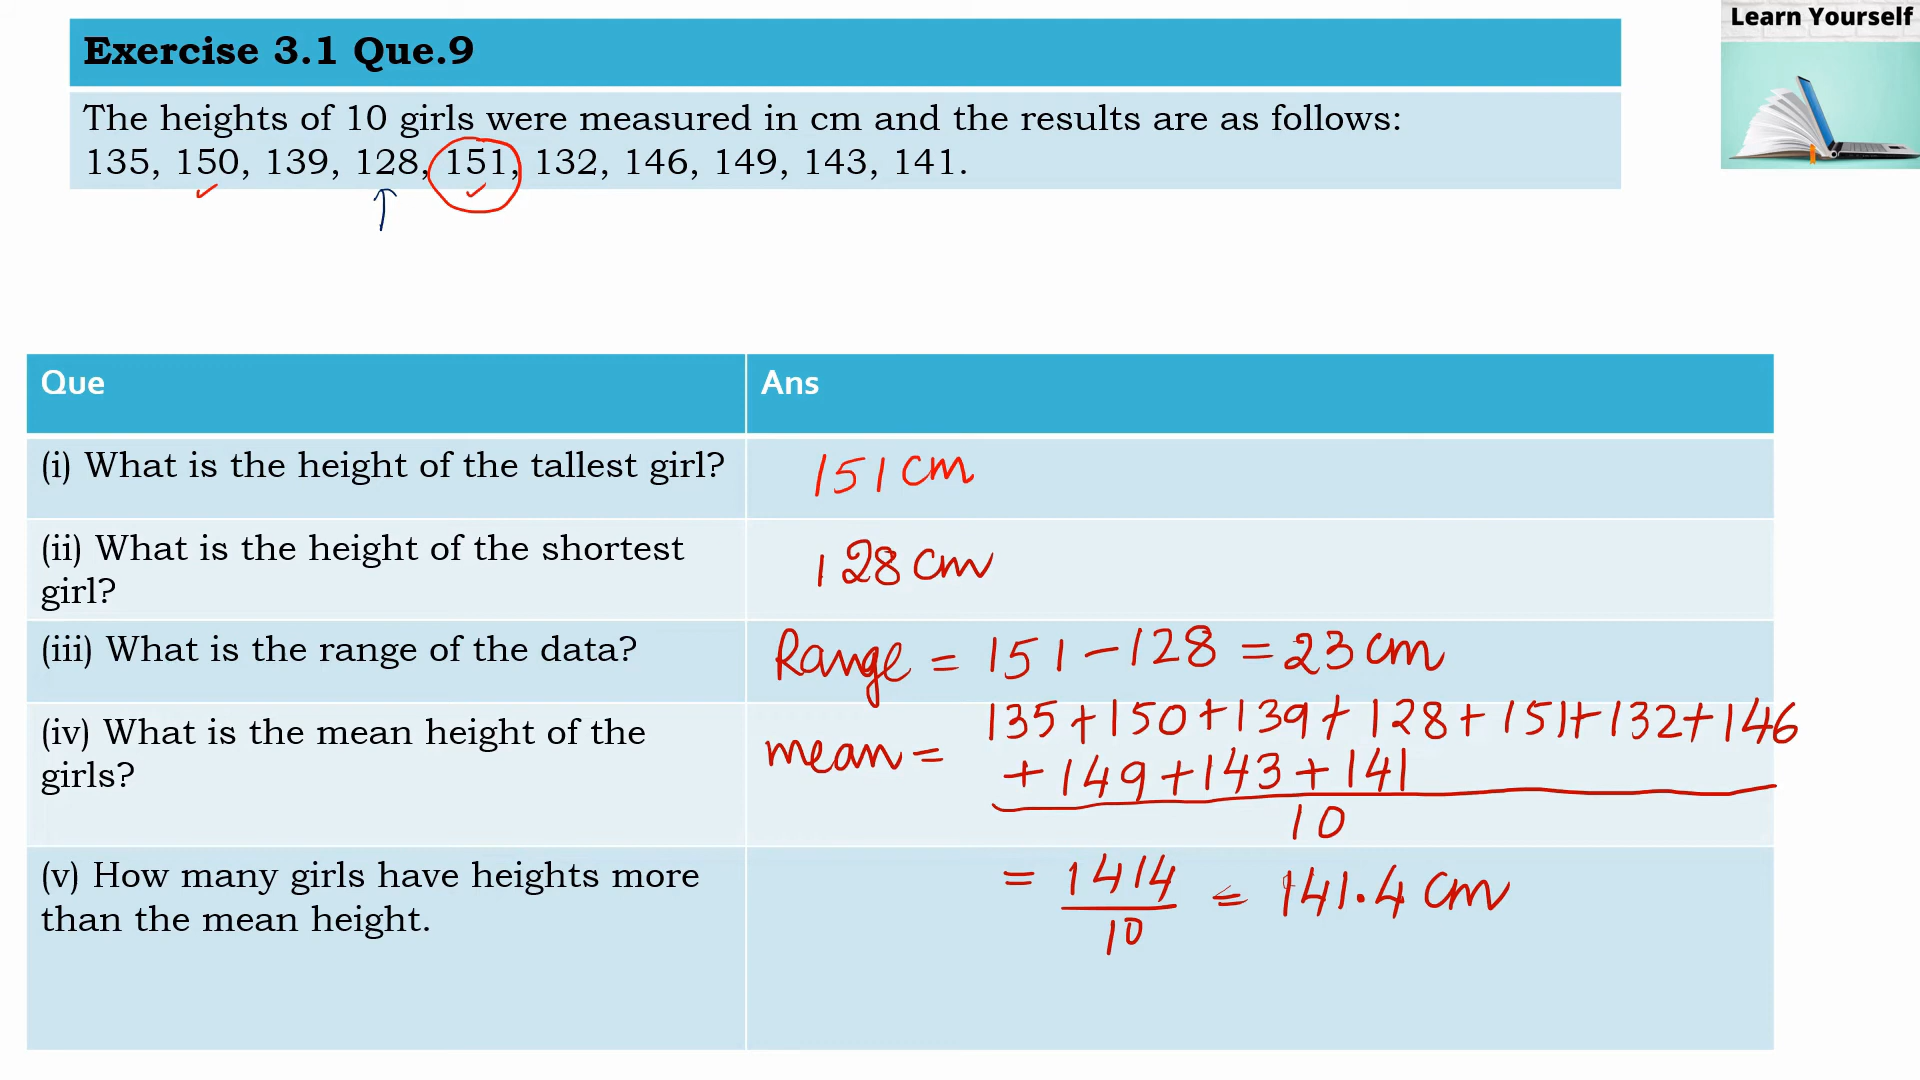 Learn Yourself
Exercise 3.1 Que.9
The heights of 10 girls were measured in cm and the results are as follows:
135, 150, 139, 128, 151, 132, 146, 149, 143, 141.
Que
Ans
(i) What is the height of the tallest girl?
151 cm
(ii) What is the height of the shortest
girl?
128 cm
(iii) What is the range of the data?
Range = 151 - 128 = 23 cm
(iv) What is the mean height of the
girls?
mean =
135 + 150 + 139 + 128 + 151 + 132 + 146
+ 149 + 143 + 141
10
(v) How many girls have heights more
than the mean height.
= 1414
10
= 141.4 cm